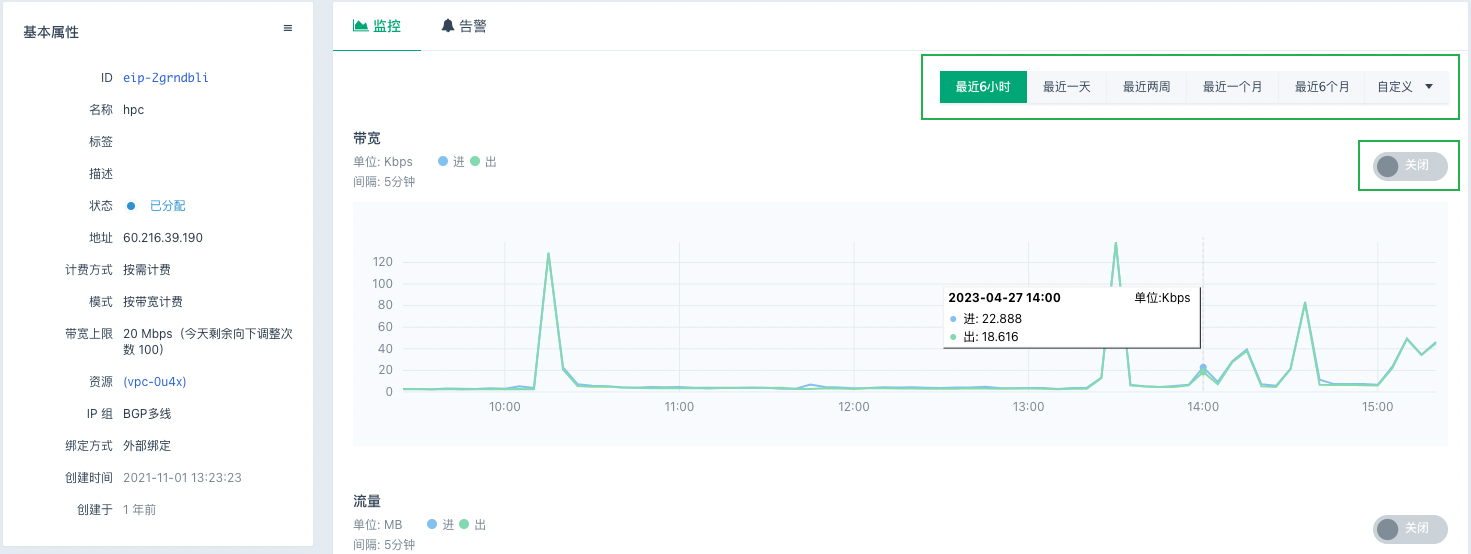 基本属性
ID eip-2grndbli
名称 hpc
标签
描述
状态 已分配
地址 60.216.39.190
计费方式 按需计费
模式 按带宽计费
带宽上限 20 Mbps（今天剩余向下调整次
数 100）
资源 (vpc-0u4x)
IP 组 BGP多线
绑定方式 外部绑定
创建时间 2021-11-01 13:23:23
创建于 1 年前
监控 告警
最近6小时 最近一天 最近两周 最近一个月 最近6个月 自定义
带宽
单位: Kbps 进 出
间隔: 5分钟
关闭
120
100
80
60
40
20
0
2023-04-27 14:00 单位:Kbps
进: 22.888
出: 18.616
10:00 11:00 12:00 13:00 14:00 15:00
流量
单位: MB 进 出
间隔: 5分钟
关闭